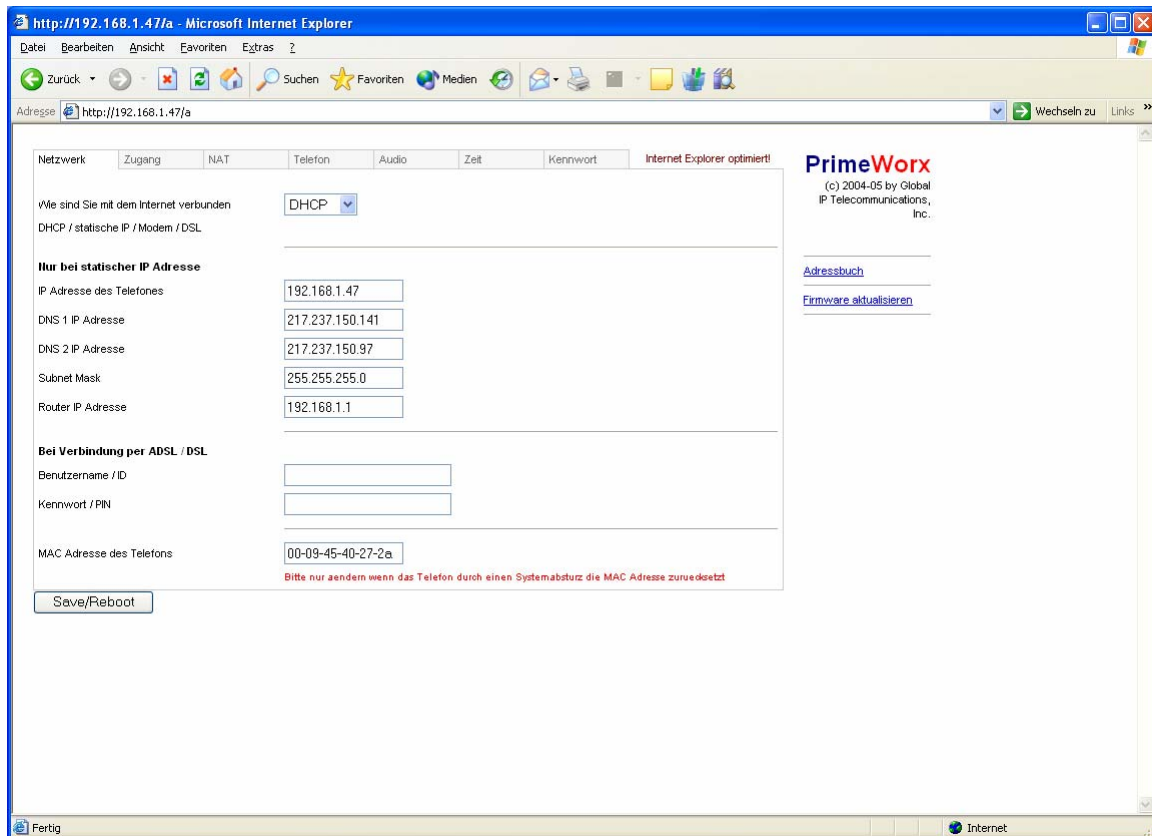 http://192.168.1.47/a - Microsoft Internet Explorer
Datei Bearbeiten Ansicht Favoriten Extras ?
Zurück Suchen Favoriten Medien
Adresse http://192.168.1.47/a Wechseln zu Links »
Netzwerk Zugang NAT Telefon Audio Zeit Kennwort Internet Explorer optimiert!
PrimeWorx
(c) 2004-05 by Global
IP Telecommunications,
Inc.
Wie sind Sie mit dem Internet verbunden DHCP
DHCP / statische IP / Modem / DSL
Nur bei statischer IP Adresse
Adressbuch
IP Adresse des Telefones 192.168.1.47
Firmware aktualisieren
DNS 1 IP Adresse 217.237.150.141
DNS 2 IP Adresse 217.237.150.97
Subnet Mask 255.255.255.0
Router IP Adresse 192.168.1.1
Bei Verbindung per ADSL / DSL
Benutzername / ID
Kennwort / PIN
MAC Adresse des Telefons 00-09-45-40-27-2a
Bitte nur aendern wenn das Telefon durch einen Systemabsturz die MAC Adresse zuruecksetzt
Save/Reboot
Fertig Internet